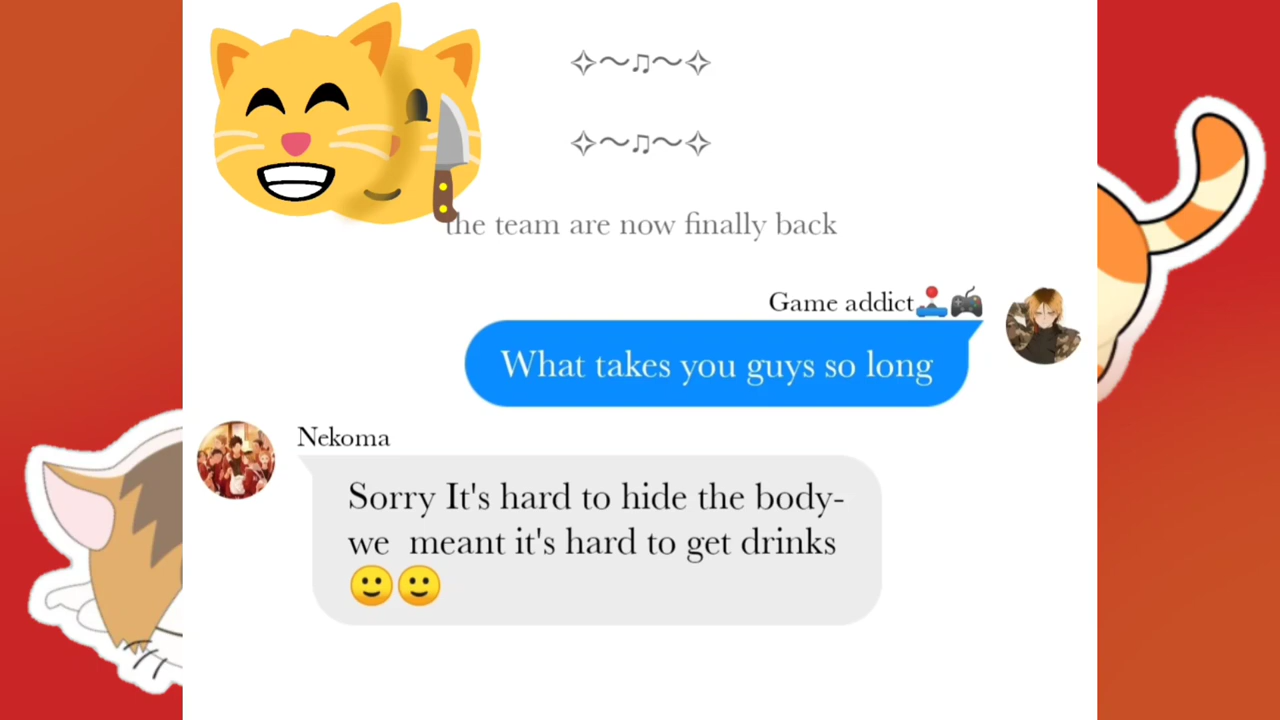 ✧～♫～✧
✧～♫～✧
the team are now finally back
Game addict🕹️🎮
What takes you guys so long
Nekoma
Sorry It's hard to hide the body-
we meant it's hard to get drinks
🙂🙂